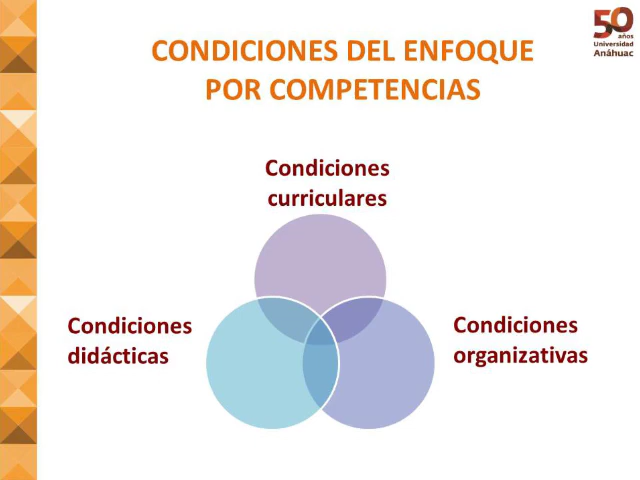 50
años
Universidad
Anáhuac
CONDICIONES DEL ENFOQUE
POR COMPETENCIAS
Condiciones
curriculares
Condiciones
didácticas
Condiciones
organizativas